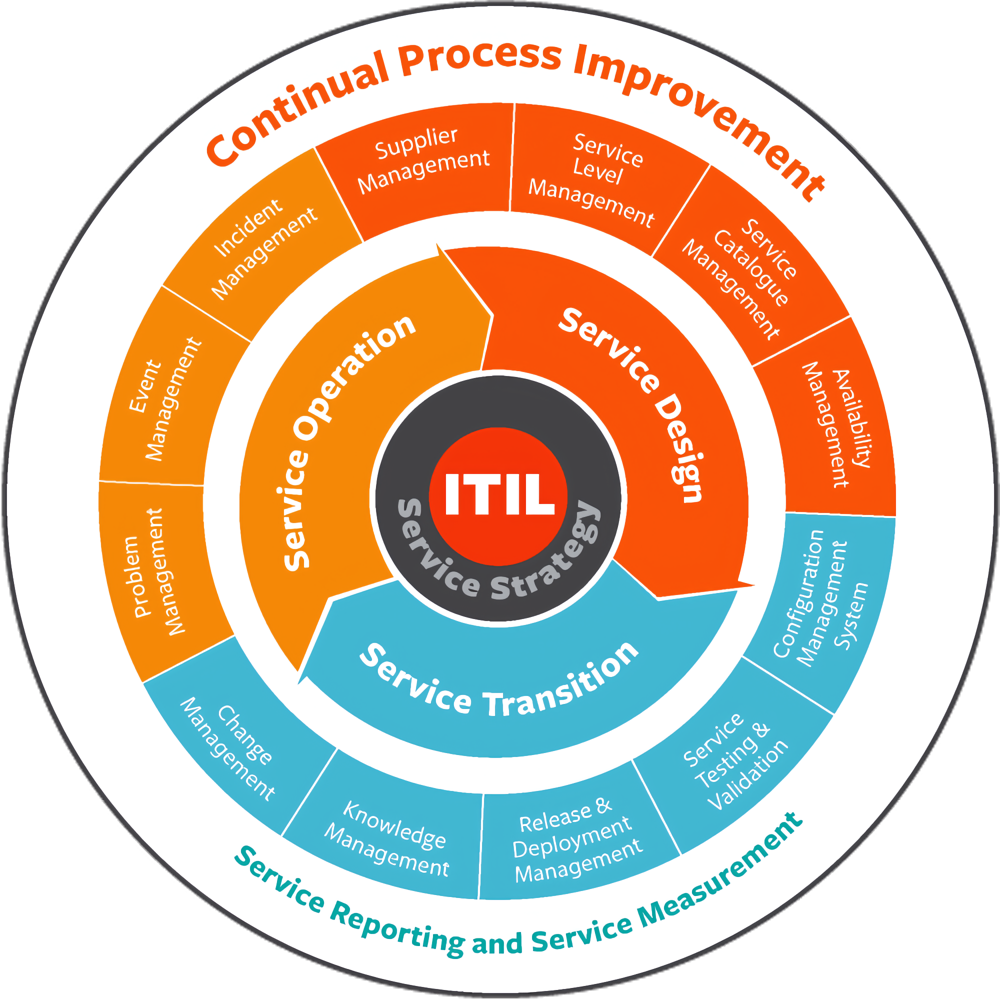 Continual Process Improvement
Supplier
Management
Service
Level
Management
Service
Catalogue
Management
Availability
Management
Configuration
Management
System
Service
Testing &
Validation
Release &
Deployment
Management
Knowledge
Management
Change
Management
Problem
Management
Event
Management
Incident
Management
Service Operation
Service Design
Service Transition
ITIL
Service Strategy
Service Reporting and Service Measurement